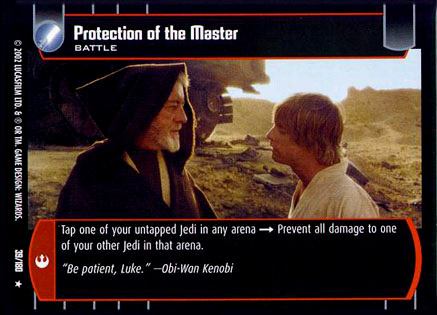 Protection of the Master
BATTLE
Tap one of your untapped Jedi in any arena → Prevent all damage to one
of your other Jedi in that arena.
"Be patient, Luke." —Obi-Wan Kenobi
© 2002 LUCASFILM LTD. & ® OR TM. GAME DESIGN: WIZARDS.
39/180 ★